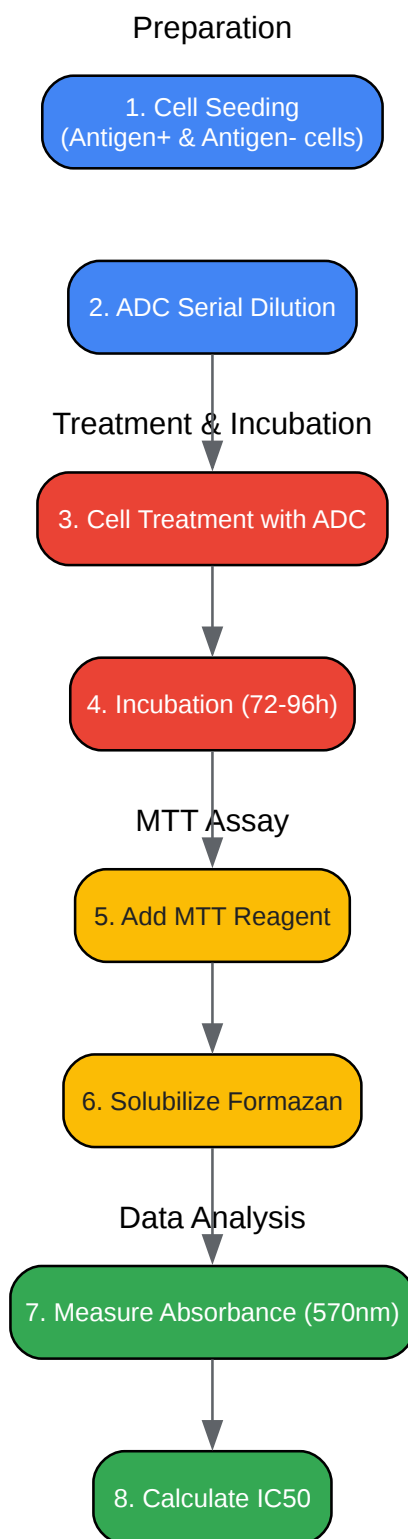 Preparation
1. Cell Seeding
(Antigen+ & Antigen- cells)
2. ADC Serial Dilution
Treatment & Incubation
3. Cell Treatment with ADC
4. Incubation (72-96h)
MTT Assay
5. Add MTT Reagent
6. Solubilize Formazan
Data Analysis
7. Measure Absorbance (570nm)
8. Calculate IC50